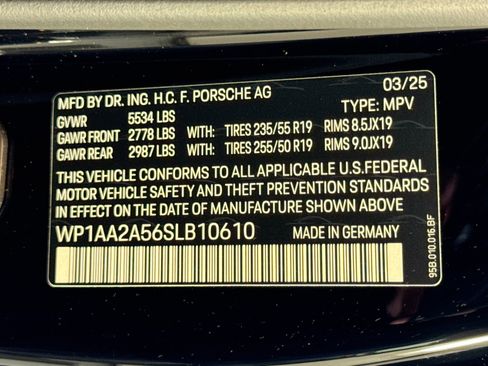 MFD BY DR. ING. H.C. F. PORSCHE AG 03/25
GVWR 5534 LBS TYPE: MPV
GAWR FRONT 2778 LBS WITH: TIRES 235/55 R19 RIMS 8.5JX19
GAWR REAR 2987 LBS WITH: TIRES 255/50 R19 RIMS 9.0JX19
THIS VEHICLE CONFORMS TO ALL APPLICABLE U.S.FEDERAL
MOTOR VEHICLE SAFETY AND THEFT PREVENTION STANDARDS
IN EFFECT ON THE DATE OF MANUFACTURE SHOWN ABOVE
WP1AA2A56SLB10610 MADE IN GERMANY
95B.010.016.BF